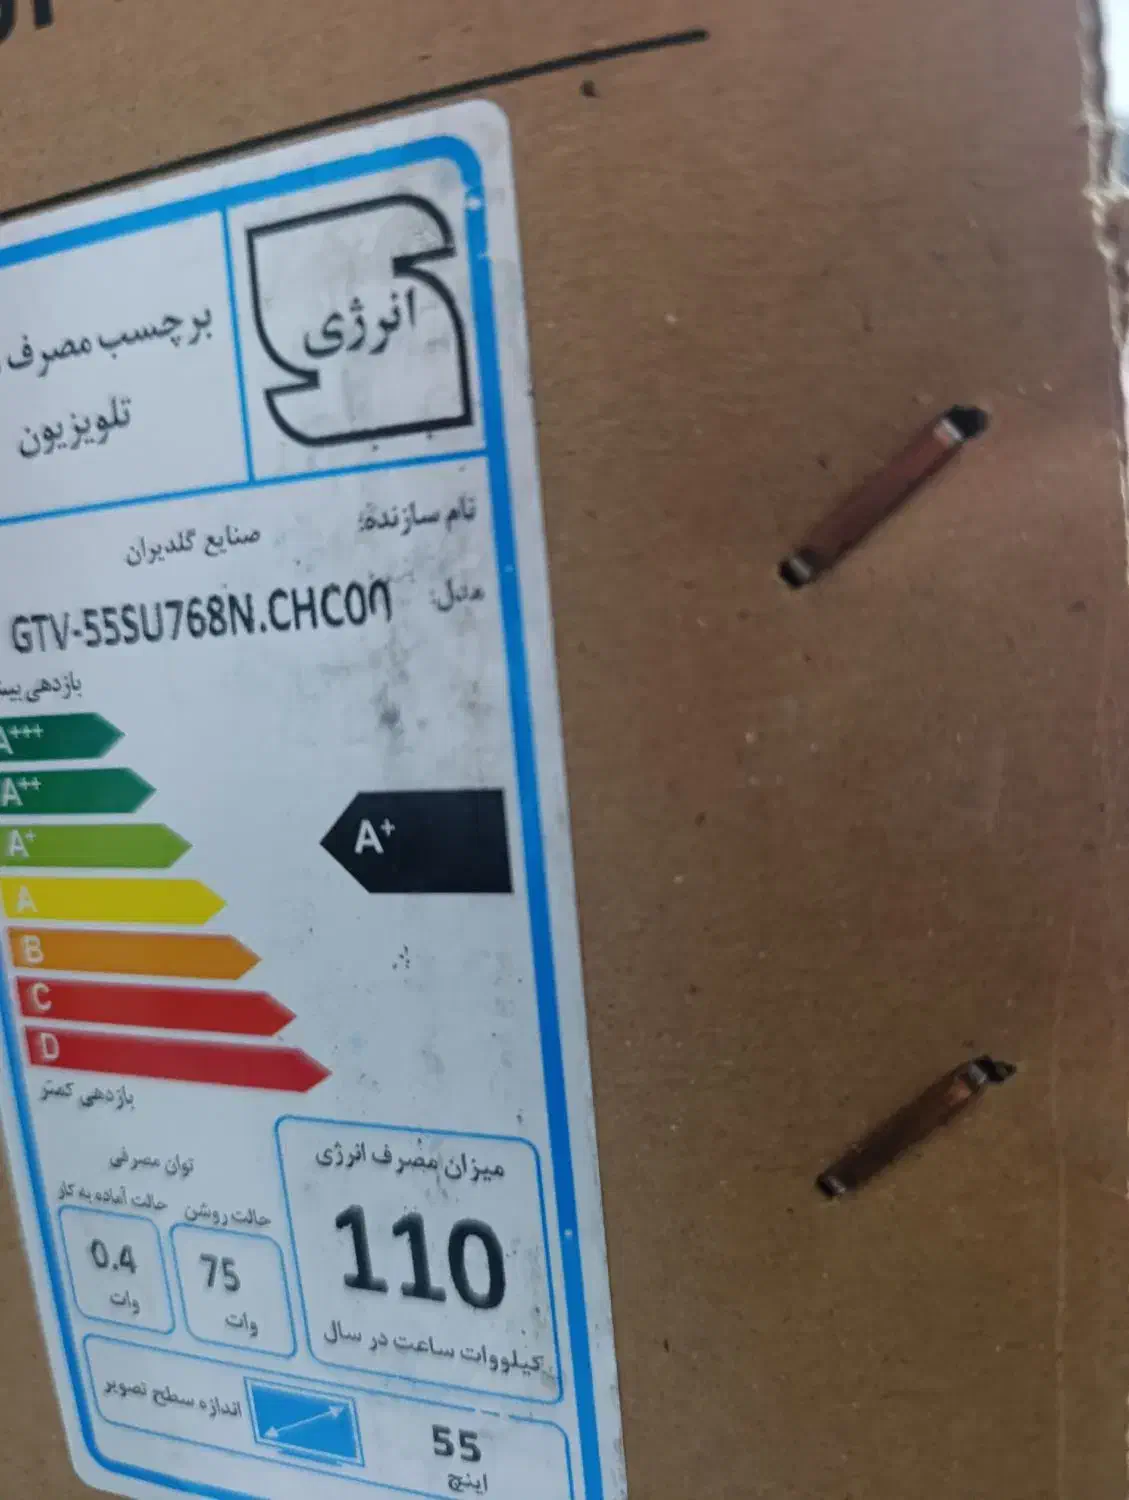 انرژی
برچسب مصرف
تلویزیون
نام سازنده: صنایع گلدیران
مدل: GTV-55SU768N.CHC0
بازدهی
A+++
A++
A+
A+
A
B
C
D
بازدهی کمتر
میزان مصرف انرژی
110
کیلووات ساعت در سال
توان مصرفی
حالت روشن
75
وات
حالت آماده به کار
0.4
وات
اندازه سطح تصویر
55
اینچ